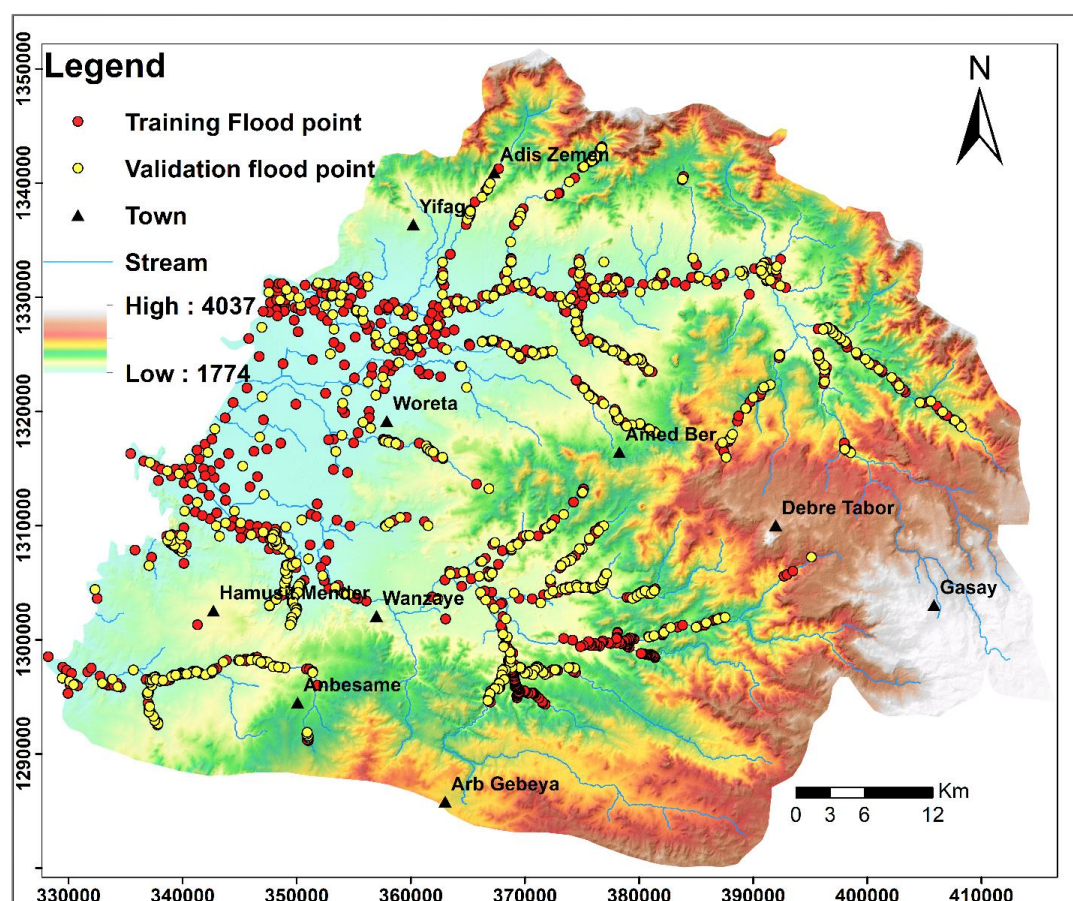 Legend
Training Flood point
Validation flood point
Town
Stream
High : 4037
Low : 1774
N
Adis Zemen
Yifag
Woreta
Amed Ber
Debre Tabor
Gasay
Hamusit Mender
Wanzaye
Anbesame
Arb Gebeya
Km
0 3 6 12
1350000
1340000
1330000
1320000
1310000
1300000
1290000
330000 340000 350000 360000 370000 380000 390000 400000 410000